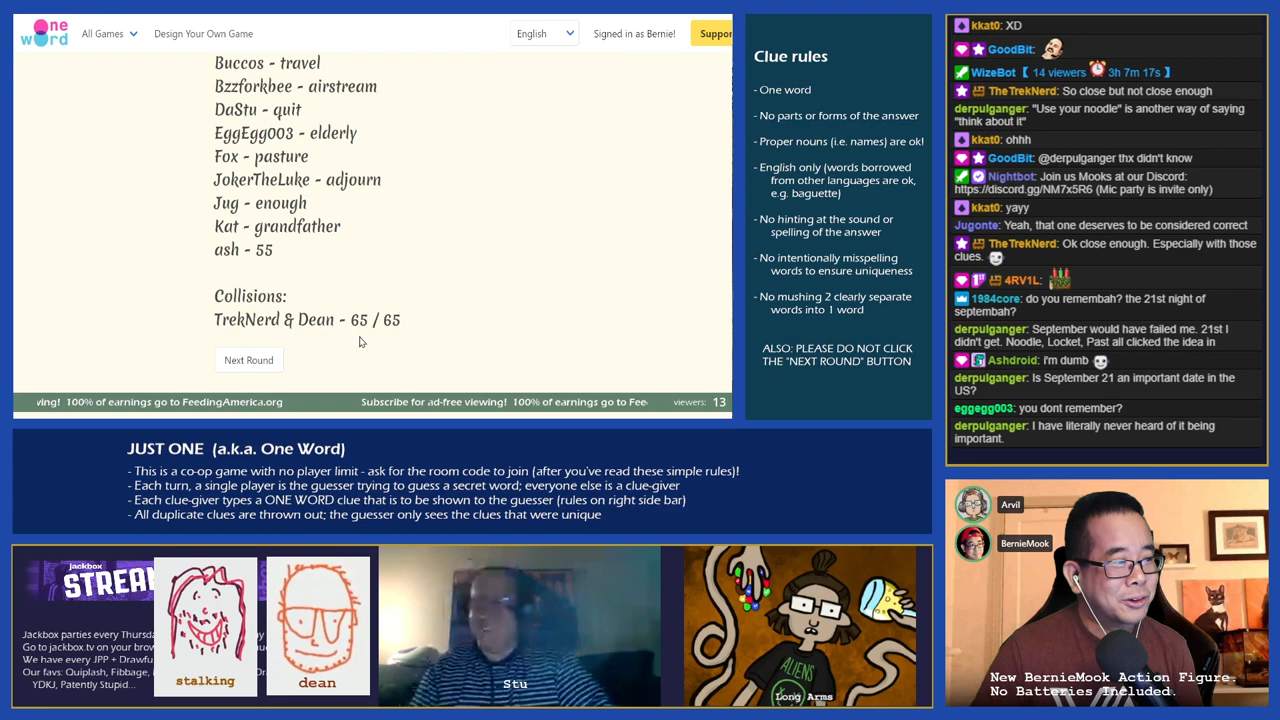 One
word
All Games
Design Your Own Game
English
Signed in as Bernie!
Suppor
Buccos - travel
Bzzforkbee - airstream
DaStu - quit
EggEgg003 - elderly
Fox - pasture
JokerTheLuke - adjourn
Jug - enough
Kat - grandfather
ash - 55
Collisions:
TrekNerd & Dean - 65 / 65
Next Round
ving! 100% of earnings go to FeedingAmerica.org
Subscribe for ad-free viewing! 100% of earnings go to Fee
viewers: 13
Clue rules
- One word
- No parts or forms of the answer
- Proper nouns (i.e. names) are ok!
- English only (words borrowed
from other languages are ok,
e.g. baguette)
- No hinting at the sound or
spelling of the answer
- No intentionally misspelling
words to ensure uniqueness
- No mushing 2 clearly separate
words into 1 word
ALSO: PLEASE DO NOT CLICK
THE "NEXT ROUND" BUTTON
kkat0: XD
GoodBit:
WizeBot 【 14 viewers 3h 7m 17s 】
TheTrekNerd: So close but not close enough
derpulganger: "Use your noodle" is another way of saying
"think about it"
kkat0: ohhh
GoodBit: @derpulganger thx didn't know
Nightbot: Join us Mooks at our Discord:
https://discord.gg/NM7x5R6 (Mic party is invite only)
kkat0: yayy
Jugonte: Yeah, that one deserves to be considered correct
TheTrekNerd: Ok close enough. Especially with those
clues.
4RV1L:
1984core: do you remembah? the 21st night of
septembah?
derpulganger: September would have failed me. 21st I
didn't get. Noodle, Locket, Past all clicked the idea in
Ashdroid: i'm dumb
derpulganger: Is September 21 an important date in the
US?
eggegg003: you dont remember?
derpulganger: I have literally never heard of it being
important.
JUST ONE (a.k.a. One Word)
- This is a co-op game with no player limit - ask for the room code to join (after you've read these simple rules)!
- Each turn, a single player is the guesser trying to guess a secret word; everyone else is a clue-giver
- Each clue-giver types a ONE WORD clue that is to be shown to the guesser (rules on right side bar)
- All duplicate clues are thrown out; the guesser only sees the clues that were unique
jackbox
STREA
Jackbox parties every Thursda
Go to jackbox.tv on your brow
We have every JPP + Drawfu
Our favs: Quiplash, Fibbage,
YDKJ, Patently Stupid...
stalking
dean
Stu
ALIENS
Long Arms
Arvil
BernieMook
New BernieMook Action Figure.
No Batteries Included.